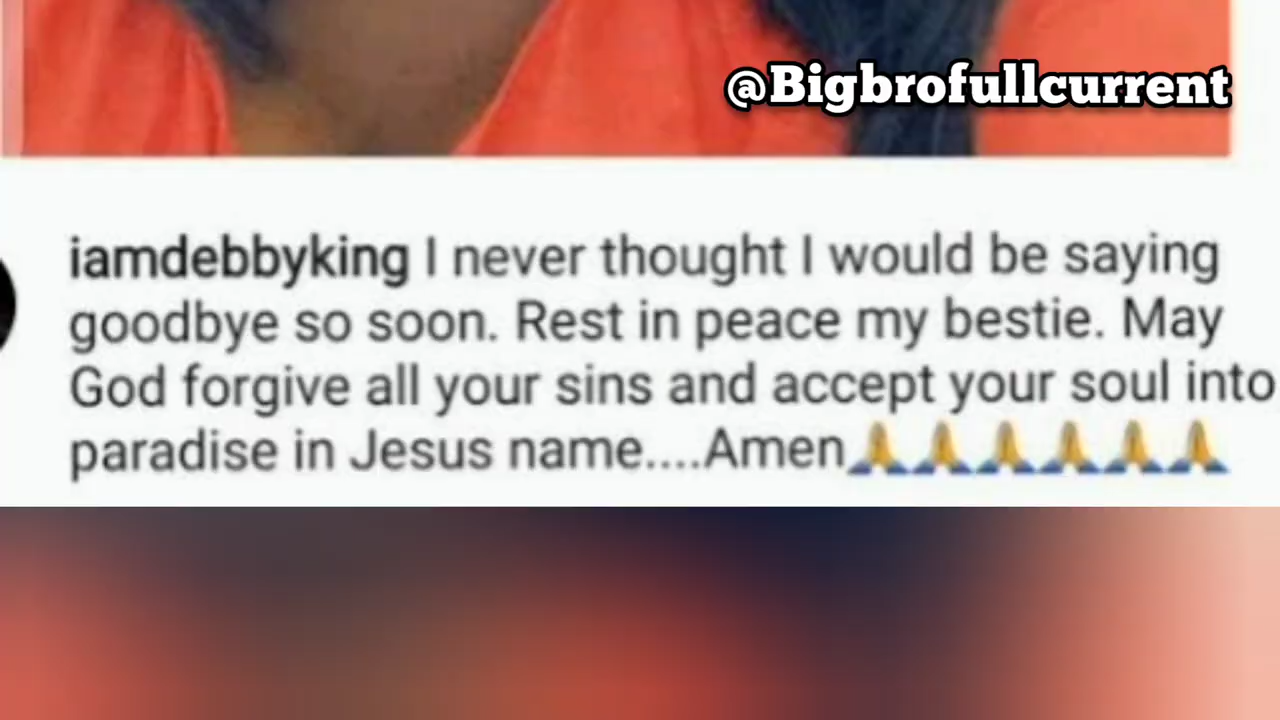 @Bigbrofullcurrent
iamdebbyking I never thought I would be saying
goodbye so soon. Rest in peace my bestie. May
God forgive all your sins and accept your soul into
paradise in Jesus name....Amen🙏🙏🙏🙏🙏🙏